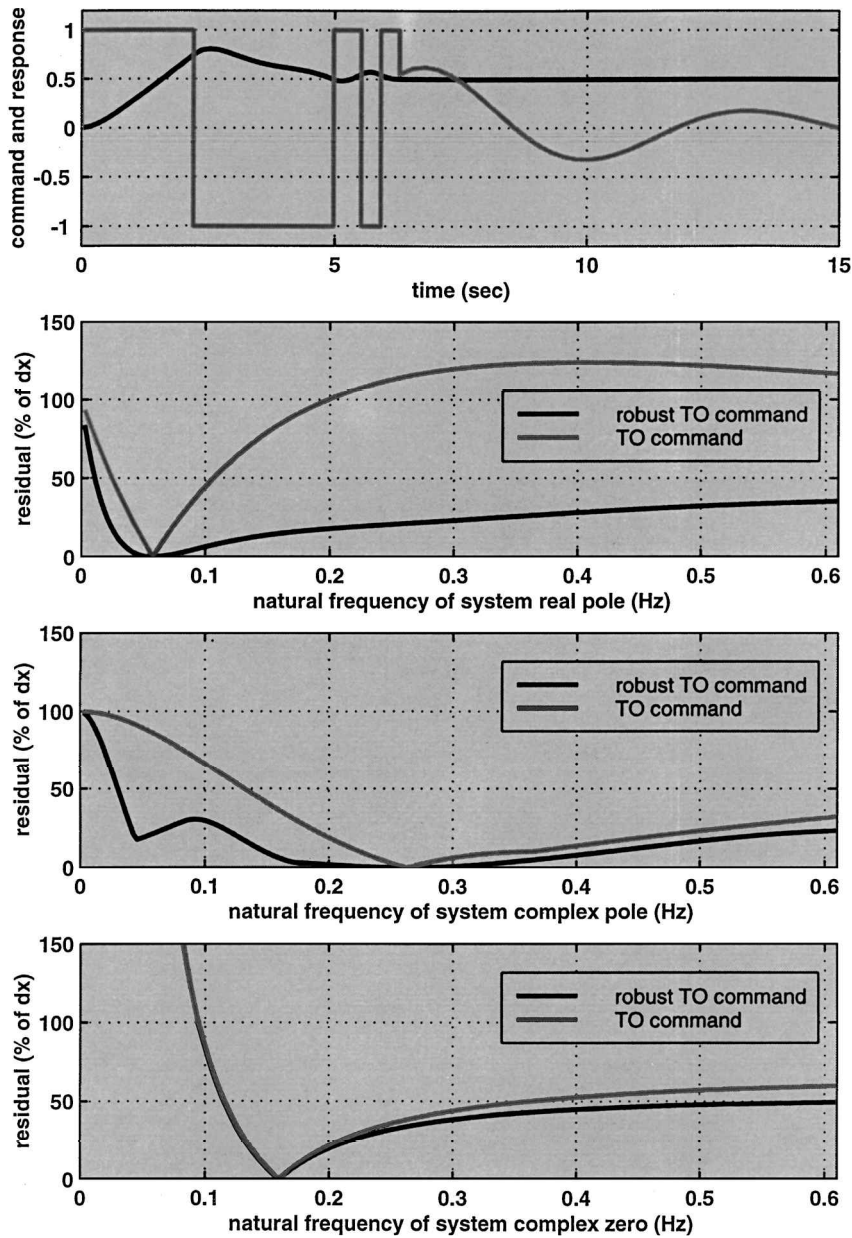 command and response
1
0.5
0
-0.5
-1
0 5 10 15
time (sec)
residual (% of dx)
150
100
50
0
robust TO command
TO command
0 0.1 0.2 0.3 0.4 0.5 0.6
natural frequency of system real pole (Hz)
residual (% of dx)
150
100
50
0
robust TO command
TO command
0 0.1 0.2 0.3 0.4 0.5 0.6
natural frequency of system complex pole (Hz)
residual (% of dx)
150
100
50
0
robust TO command
TO command
0 0.1 0.2 0.3 0.4 0.5 0.6
natural frequency of system complex zero (Hz)